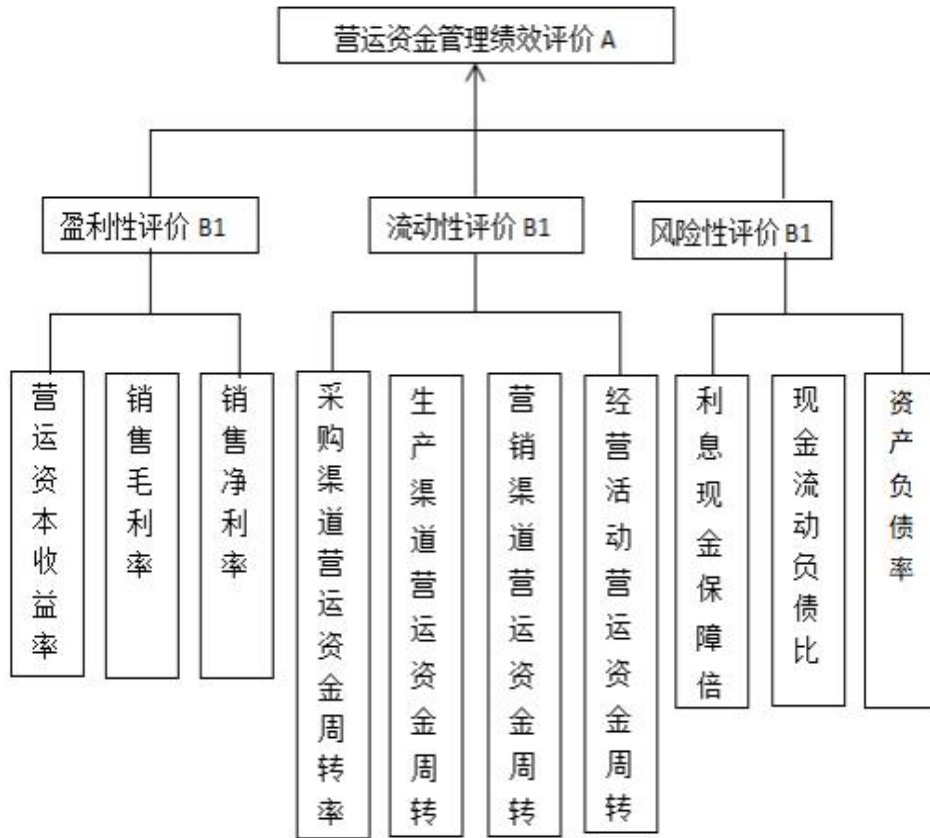 营运资金管理绩效评价 A
盈利性评价 B1
流动性评价 B1
风险性评价 B1
营运资本收益率
销售毛利率
销售净利率
采购渠道营运资金周转率
生产渠道营运资金周转
营销渠道营运资金周转
经营活动营运资金周转
利息现金保障倍
现金流动负债比
资产负债率